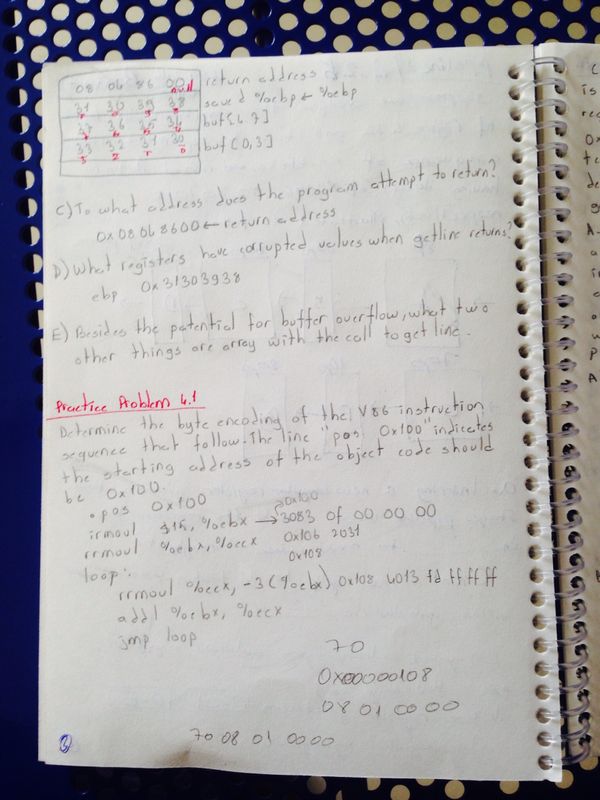 08 06 86 00 return address
null
31 30 39 38 saved %ebp ← %ebp
37 36 35 34 buf[4,7]
33 32 31 30 buf[0,3]
C) To what address does the program attempt to return?
0x08068600 ← return address
D) What registers have corrupted values when getline returns?
ebp 0x31303938
E) Besides the potential for buffer overflow, what two
other things are array with the call to get line.
Practice Problem 4.1
Determine the byte encoding of the Y86 instruction
sequence that follow. The line "pos 0x100" indicates
the starting address of the object code should
be 0x100.
.pos 0x100
0x100
irmovl $15, %ebx → 3083 0f 00 00 00
rrmovl %ebx, %ecx 0x106 2031
loop: 0x108
rrmovl %ecx, -3(%ebx) 0x108 4013 fd ff ff ff
addl %ebx, %ecx
jmp loop
70
0x00000108
08 01 00 00
70 08 01 00 00